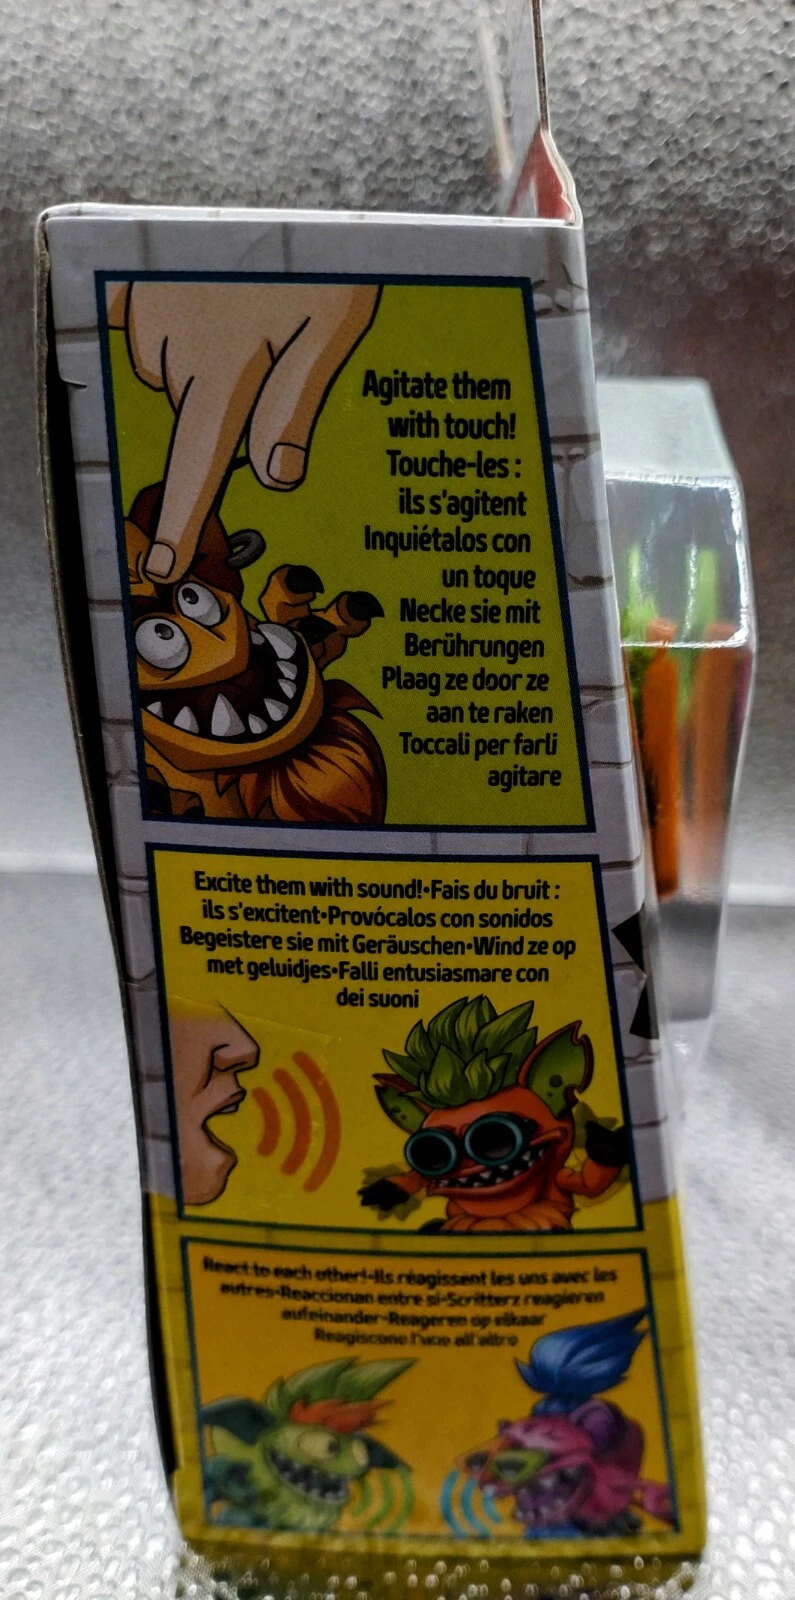 Agitate them
with touch!
Touche-les :
ils s'agitent
Inquiétalos con
un toque
Necke sie mit
Berührungen
Plaag ze door ze
aan te raken
Toccali per farli
agitare
Excite them with sound!•Fais du bruit :
ils s'excitent•Provócalos con sonidos
Begeistere sie mit Geräuschen•Wind ze op
met geluidjes•Falli entusiasmare con
dei suoni
React to each other!•Ils réagissent les uns avec les
autres•Reaccionan entre si•Scritterz reagieren
aufeinander•Reageren op elkaar
Reagiscono l'uno all'altro